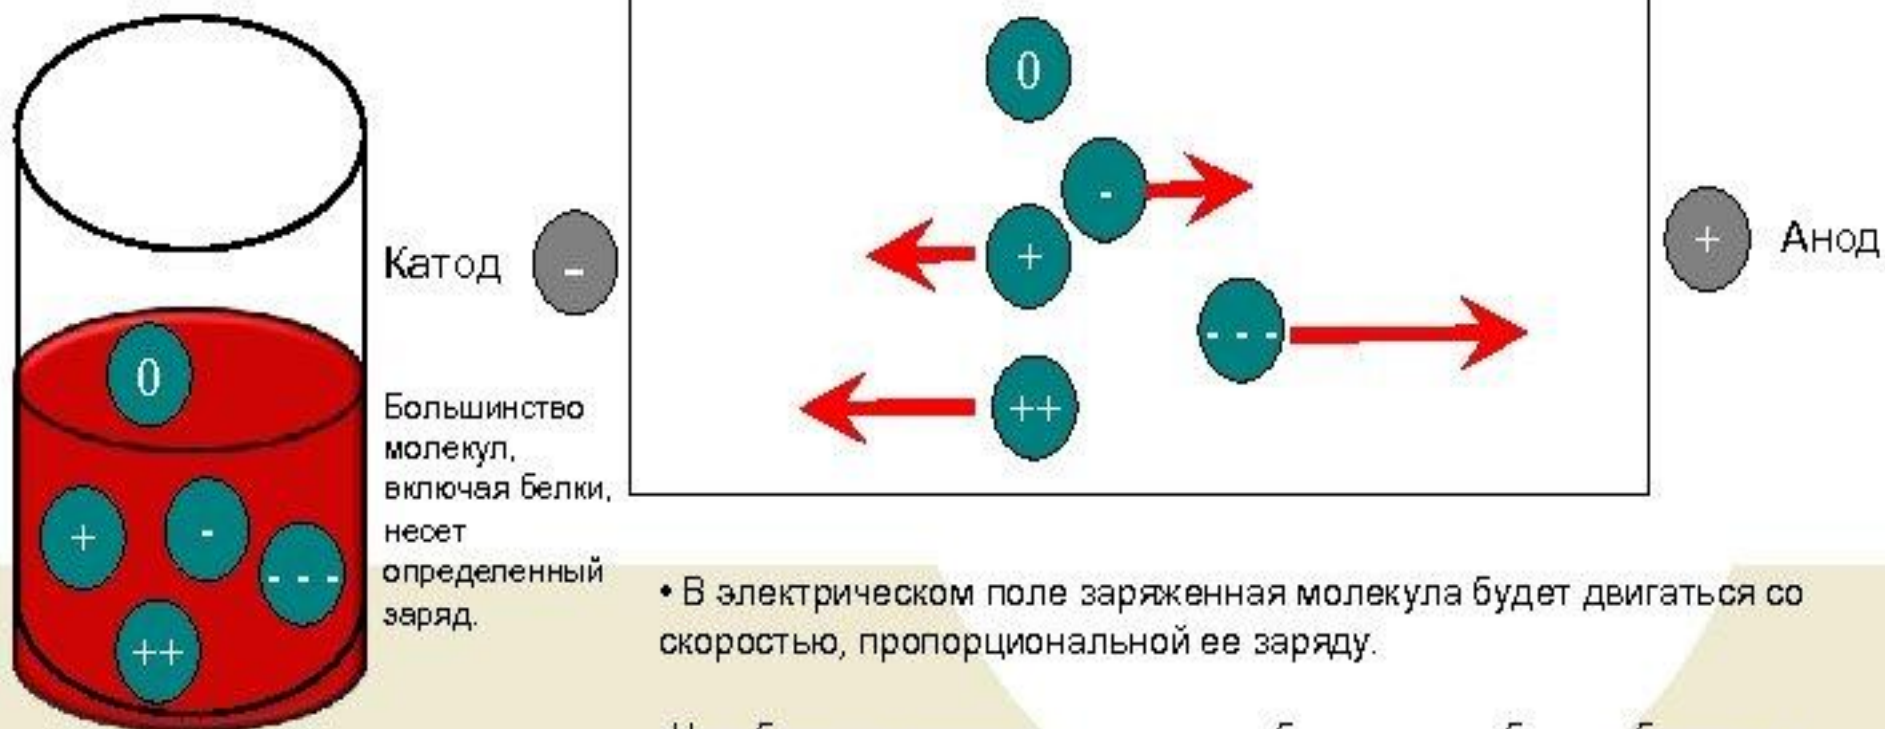 0
-
+
- - -
++
Катод -
+ Анод
0
+
-
- - -
++
Большинство
молекул,
включая белки,
несет
определенный
заряд.
• В электрическом поле заряженная молекула будет двигаться со
скоростью, пропорциональной ее заряду.